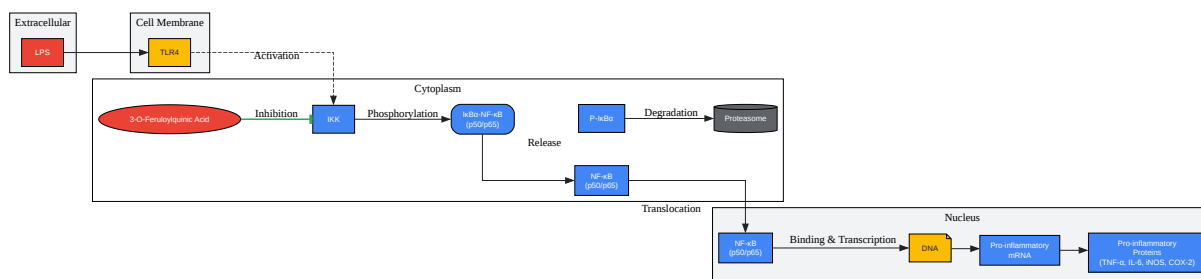 Extracellular
Cell Membrane
LPS
TLR4
Activation
Cytoplasm
3-O-Feruloylquinic Acid
Inhibition
IKK
Phosphorylation
IκBα-NF-κB
(p50/p65)
P-IκBα
Degradation
Proteasome
Release
NF-κB
(p50/p65)
Translocation
Nucleus
NF-κB
(p50/p65)
Binding & Transcription
DNA
Pro-inflammatory
mRNA
Pro-inflammatory
Proteins
(TNF-α, IL-6, iNOS, COX-2)